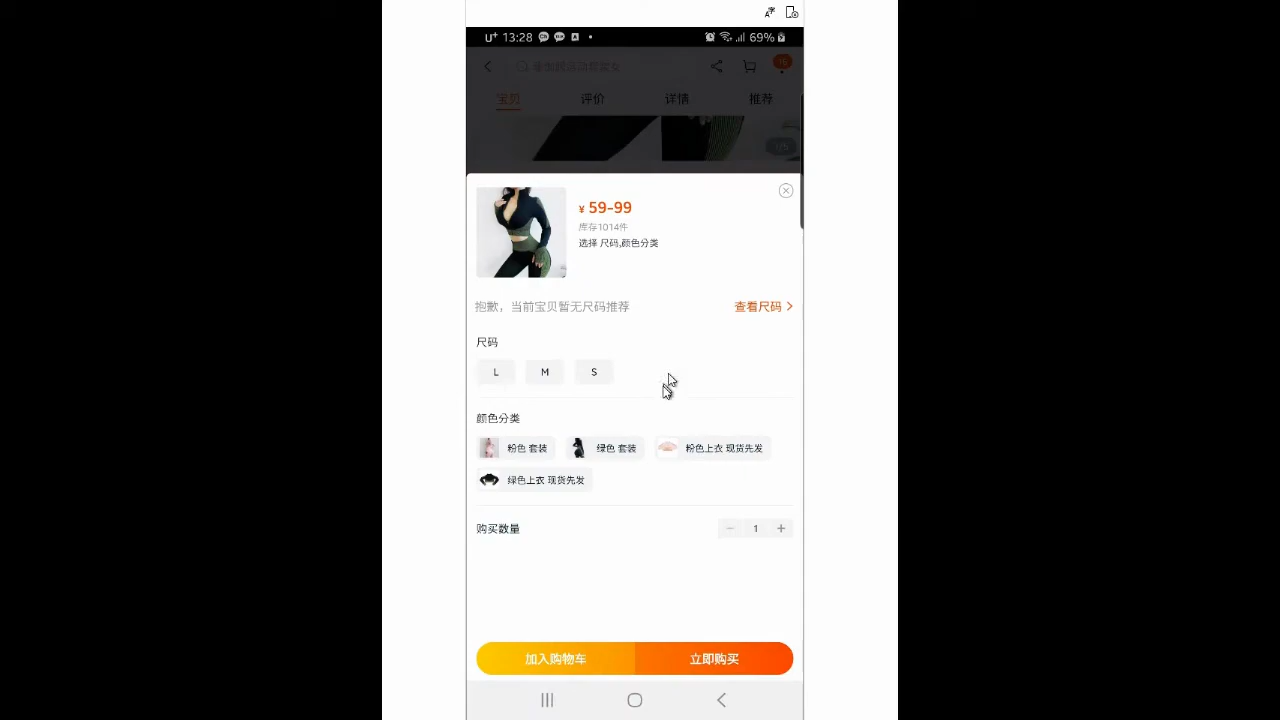 U+ 13:28 69%
宝贝 评价 详情 推荐
1/5
¥ 59-99
库存1014件
选择 尺码,颜色分类
抱歉，当前宝贝暂无尺码推荐 查看尺码
尺码
L M S
颜色分类
粉色 套装 绿色 套装 粉色上衣 现货先发
绿色上衣 现货先发
购买数量 1
加入购物车 立即购买